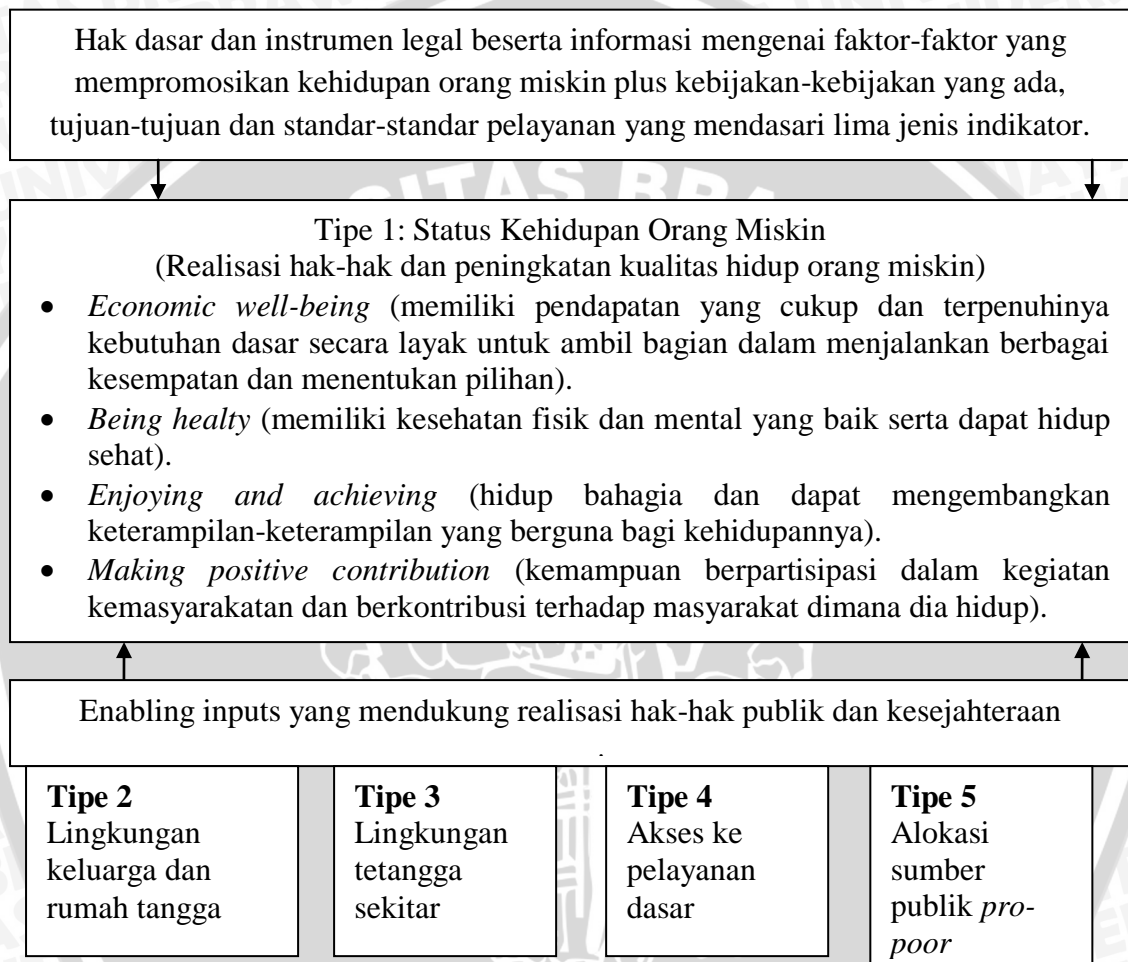 Hak dasar dan instrumen legal beserta informasi mengenai faktor-faktor yang
mempromosikan kehidupan orang miskin plus kebijakan-kebijakan yang ada,
tujuan-tujuan dan standar-standar pelayanan yang mendasari lima jenis indikator.
Tipe 1: Status Kehidupan Orang Miskin
(Realisasi hak-hak dan peningkatan kualitas hidup orang miskin)
• Economic well-being (memiliki pendapatan yang cukup dan terpenuhinya
kebutuhan dasar secara layak untuk ambil bagian dalam menjalankan berbagai
kesempatan dan menentukan pilihan).
• Being healty (memiliki kesehatan fisik dan mental yang baik serta dapat hidup
sehat).
• Enjoying and achieving (hidup bahagia dan dapat mengembangkan
keterampilan-keterampilan yang berguna bagi kehidupannya).
• Making positive contribution (kemampuan berpartisipasi dalam kegiatan
kemasyarakatan dan berkontribusi terhadap masyarakat dimana dia hidup).
Enabling inputs yang mendukung realisasi hak-hak publik dan kesejahteraan
.
Tipe 2
Lingkungan
keluarga dan
rumah tangga
Tipe 3
Lingkungan
tetangga
sekitar
Tipe 4
Akses ke
pelayanan
dasar
Tipe 5
Alokasi
sumber
publik pro-
poor